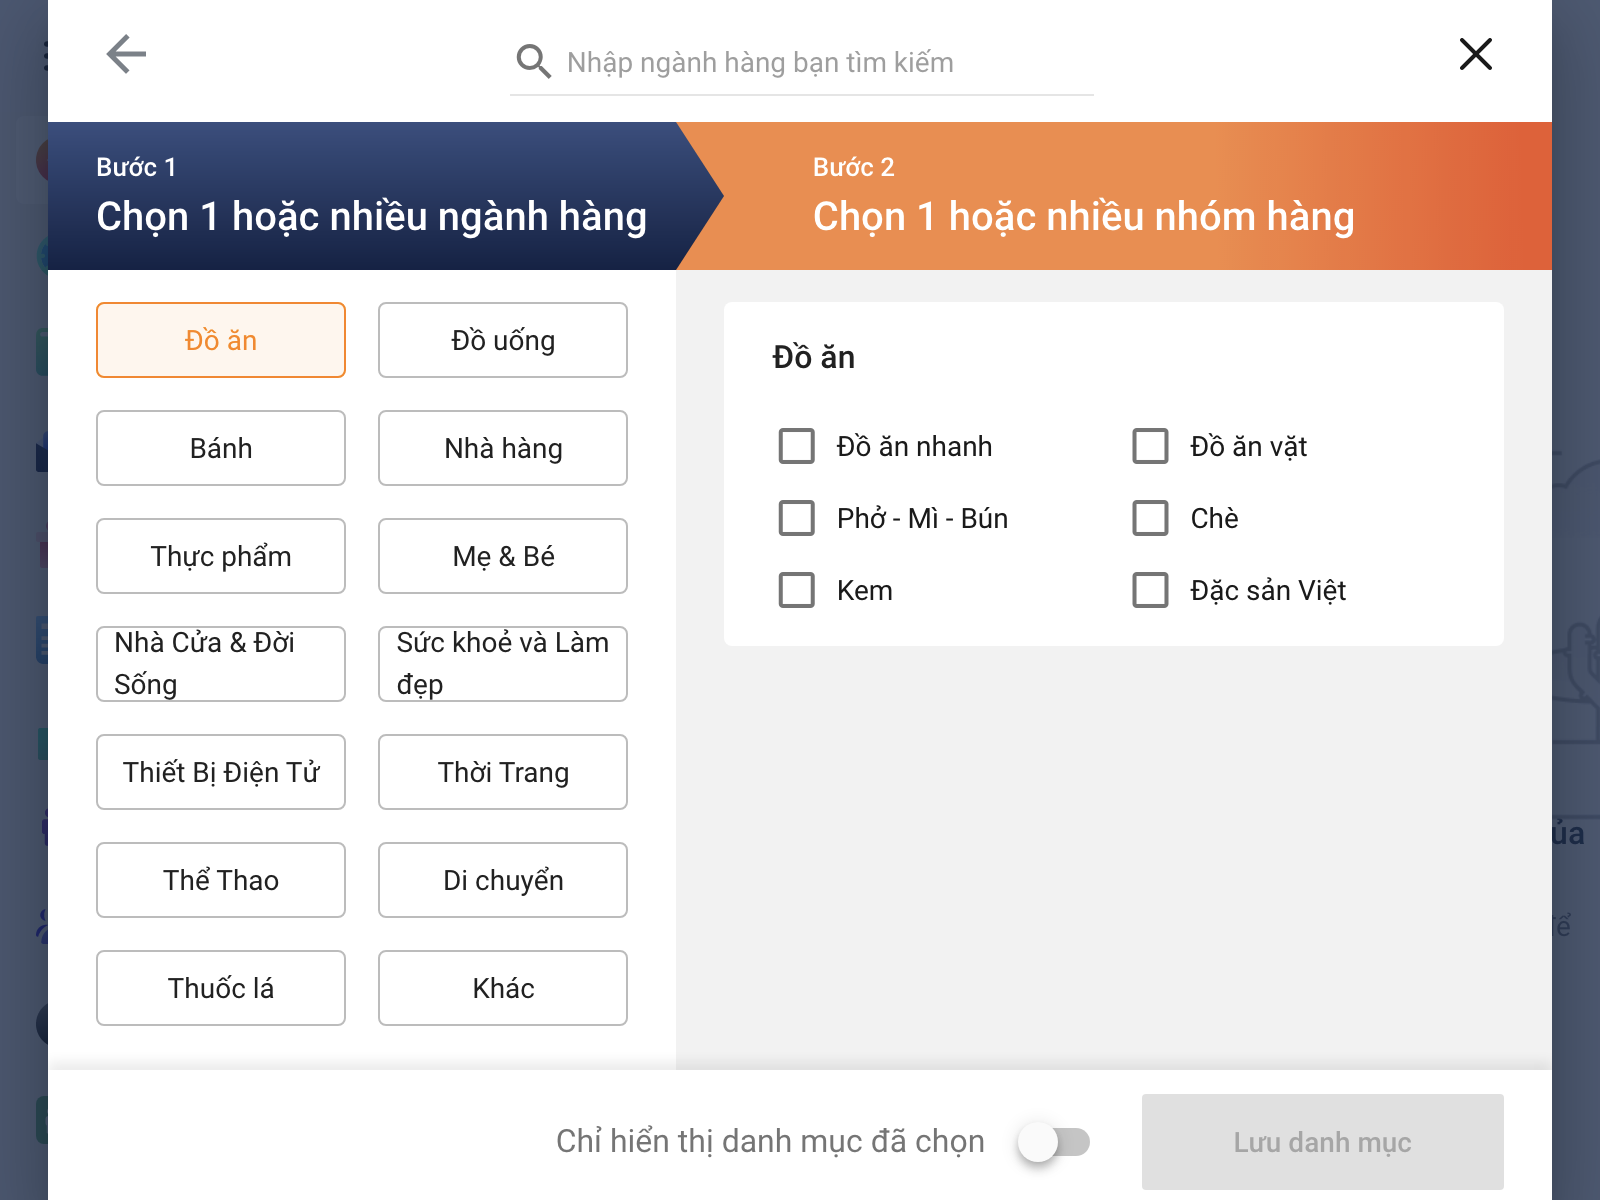 Nhập ngành hàng bạn tìm kiếm
Bước 1
Chọn 1 hoặc nhiều ngành hàng
Bước 2
Chọn 1 hoặc nhiều nhóm hàng
Đồ ăn
Đồ uống
Bánh
Nhà hàng
Thực phẩm
Mẹ & Bé
Nhà Cửa & Đời
Sống
Sức khoẻ và Làm
đẹp
Thiết Bị Điện Tử
Thời Trang
Thể Thao
Di chuyển
Thuốc lá
Khác
Đồ ăn
Đồ ăn nhanh
Đồ ăn vặt
Phở - Mì - Bún
Chè
Kem
Đặc sản Việt
Chỉ hiển thị danh mục đã chọn
Lưu danh mục